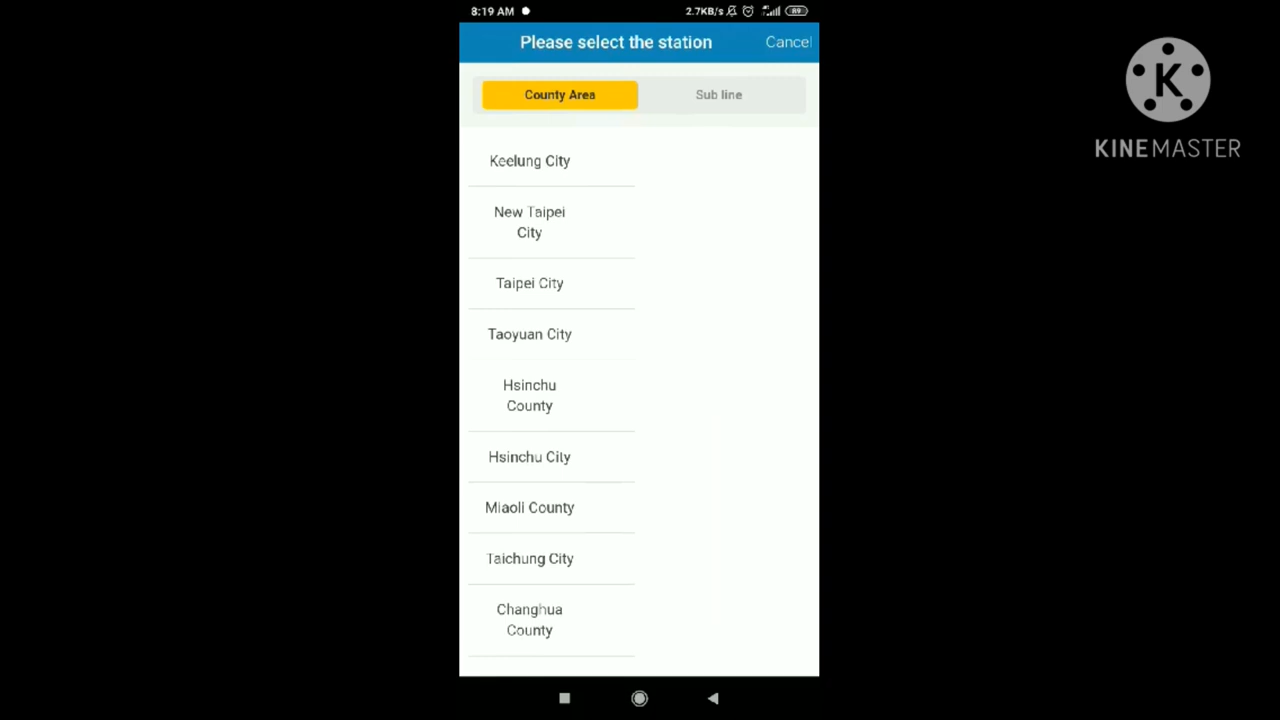 8:19 AM
2.7KB/s
89
Please select the station
Cancel
County Area
Sub line
Keelung City
New Taipei
City
Taipei City
Taoyuan City
Hsinchu
County
Hsinchu City
Miaoli County
Taichung City
Changhua
County
K
KINEMASTER